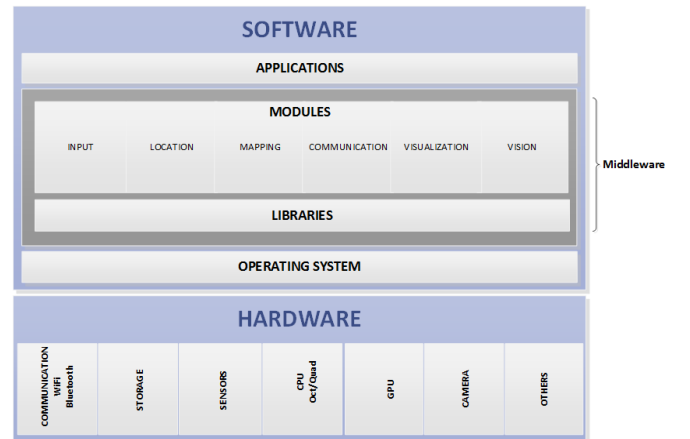 SOFTWARE
APPLICATIONS
MODULES
INPUT
LOCATION
MAPPING
COMMUNICATION
VISUALIZATION
VISION
Middleware
LIBRARIES
OPERATING SYSTEM
HARDWARE
COMMUNICATION
WiFi
Bluetooth
STORAGE
SENSORS
CPU
Oct/Quad
GPU
CAMERA
OTHERS